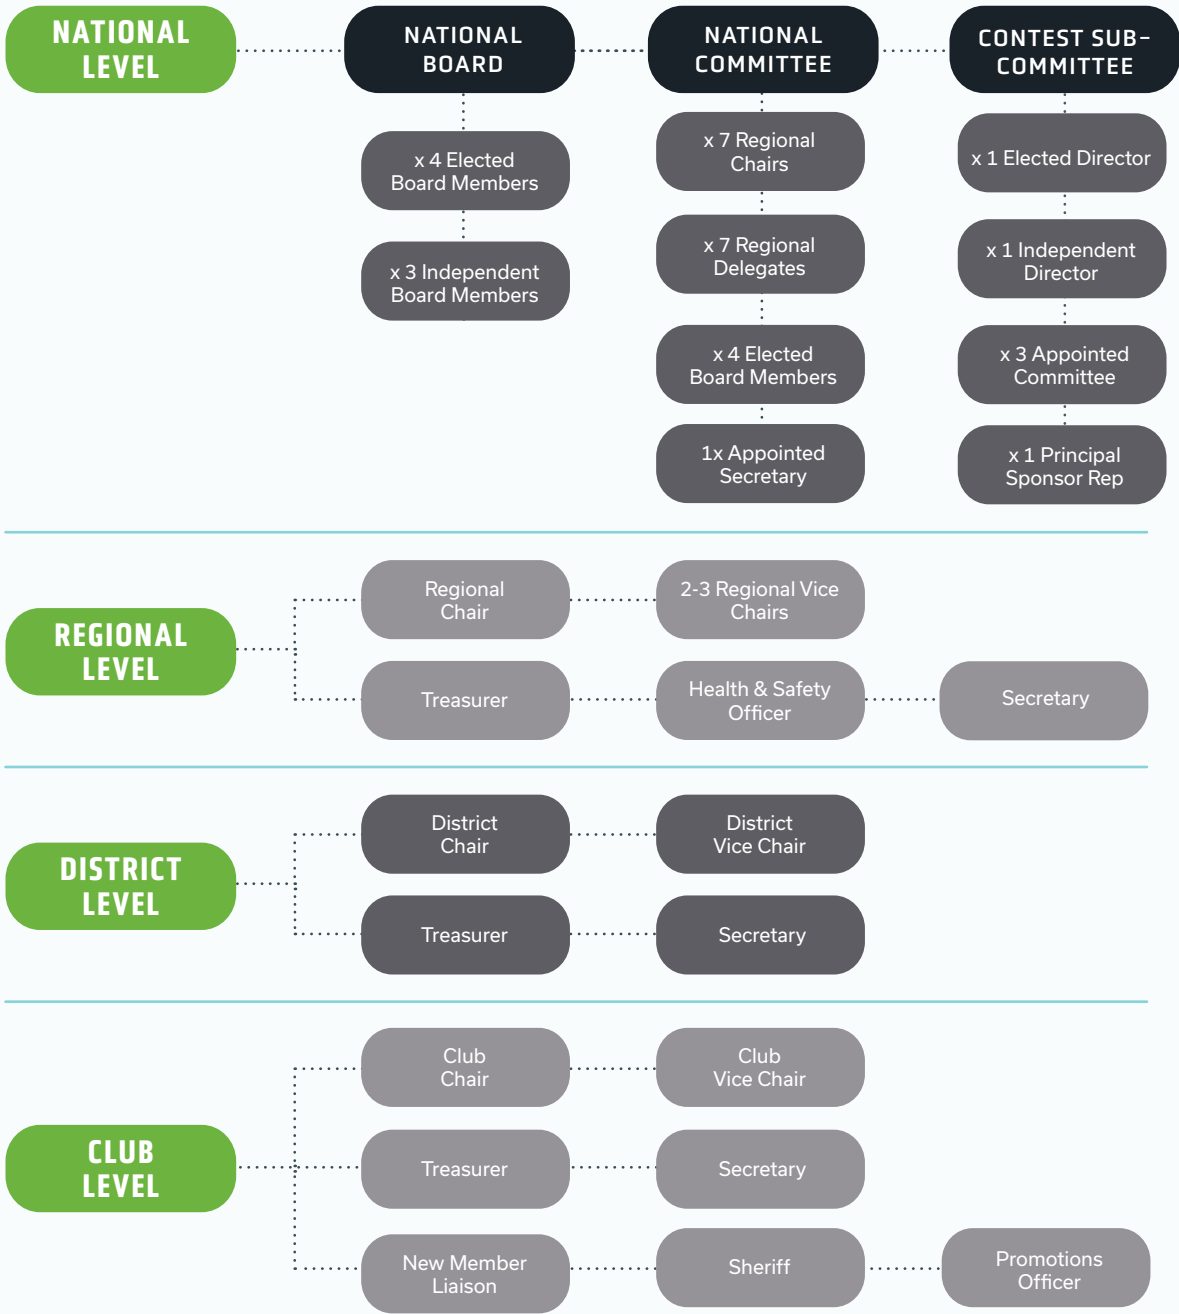 NATIONAL
LEVEL
NATIONAL
BOARD
NATIONAL
COMMITTEE
CONTEST SUB-
COMMITTEE
x 4 Elected
Board Members
x 3 Independent
Board Members
x 7 Regional
Chairs
x 7 Regional
Delegates
x 4 Elected
Board Members
1x Appointed
Secretary
x 1 Elected Director
x 1 Independent
Director
x 3 Appointed
Committee
x 1 Principal
Sponsor Rep
REGIONAL
LEVEL
Regional
Chair
2-3 Regional Vice
Chairs
Treasurer
Health & Safety
Officer
Secretary
DISTRICT
LEVEL
District
Chair
District
Vice Chair
Treasurer
Secretary
CLUB
LEVEL
Club
Chair
Club
Vice Chair
Treasurer
Secretary
New Member
Liaison
Sheriff
Promotions
Officer